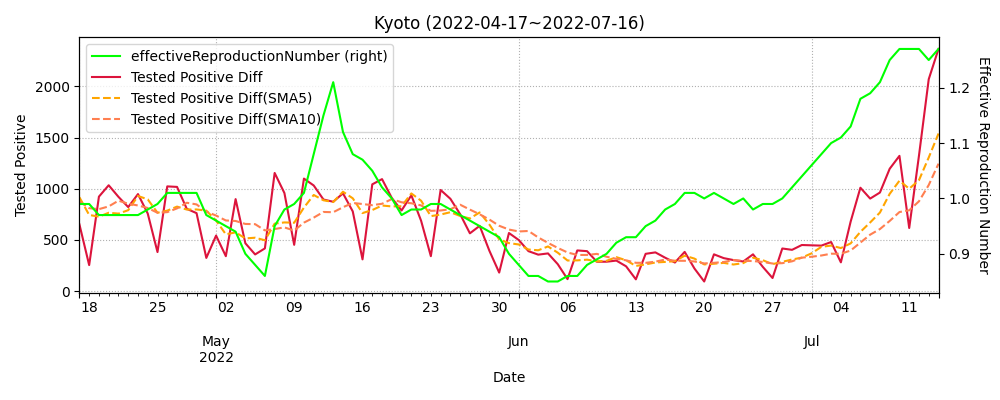 Kyoto (2022-04-17~2022-07-16)
effectiveReproductionNumber (right)
Tested Positive Diff
Tested Positive Diff(SMA5)
Tested Positive Diff(SMA10)
Tested Positive
2000
1500
1000
500
0
1.2
1.1
1.0
0.9
Effective Reproduction Number
18 25 02 09 16 23 30 06 13 20 27 04 11
May Jun Jul
2022
Date